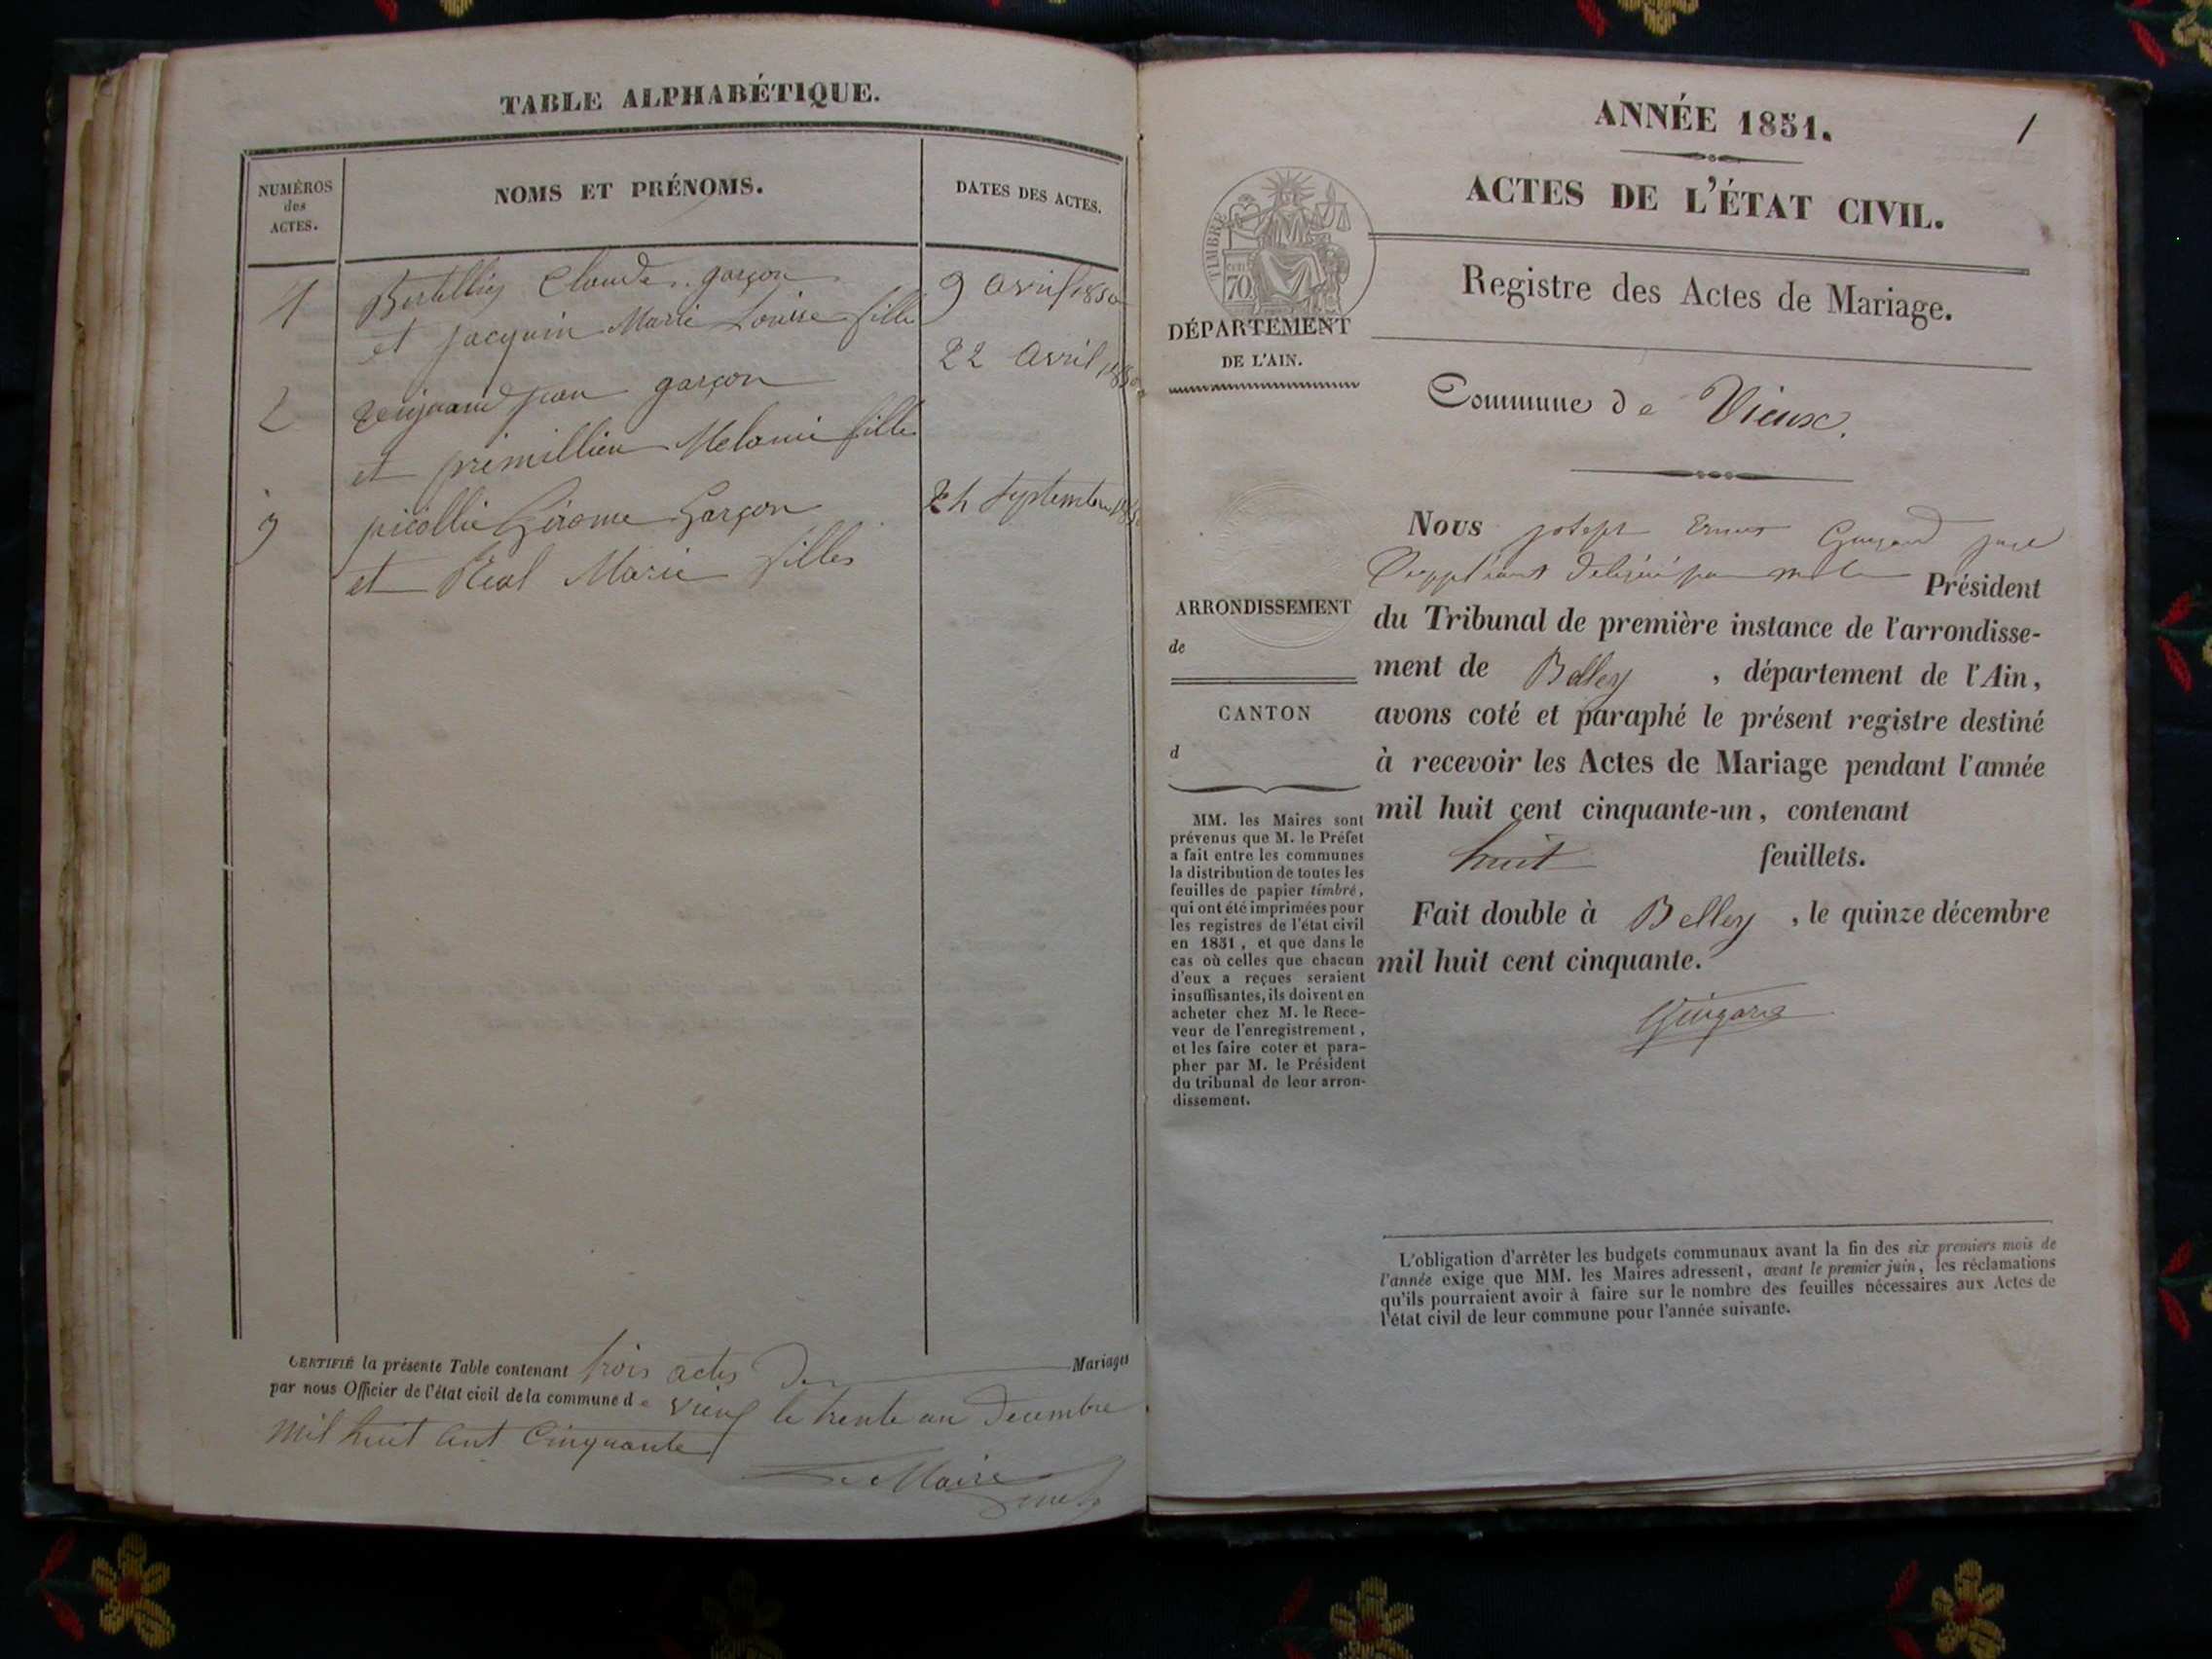 TABLE ALPHABÉTIQUE.
NUMÉROS
des
ACTES.
NOMS ET PRÉNOMS.
DATES DES ACTES.
1 Claude garçon 9 avril 1850
et jacquin Marie Louise fille
2 garçon 22 avril 1850
et primillieu Melanie fille
3 garçon septembre
et Réal Marie filles
CERTIFIÉ la présente Table contenant trois actes De Mariages
par nous Officier de l'état civil de la commune de vieux le trente un Decembre
Mil huit cent Cinquante
Le Maire
ANNÉE 1851.
1
ACTES DE L'ÉTAT CIVIL.
Registre des Actes de Mariage.
TIMBRE
70
DÉPARTEMENT
DE L'AIN.
Commune de Vieux.
ARRONDISSEMENT
de
CANTON
d
MM. les Maires sont
prévenus que M. le Préfet
a fait entre les communes
la distribution de toutes les
feuilles de papier timbré,
qui ont été imprimées pour
les registres de l'état civil
en 1851, et que dans le
cas où celles que chacun
d'eux a reçues seraient
insuffisantes, ils doivent en
acheter chez M. le Rece-
veur de l'enregistrement,
et les faire coter et para-
pher par M. le Président
du tribunal de leur arron-
dissement.
Nous joseph juge
Suppléant délégué par Président
du Tribunal de première instance de l'arrondisse-
ment de Belley, département de l'Ain,
avons coté et paraphé le présent registre destiné
à recevoir les Actes de Mariage pendant l'année
mil huit cent cinquante-un, contenant
huit feuillets.
Fait double à Belley, le quinze décembre
mil huit cent cinquante.
L'obligation d'arrêter les budgets communaux avant la fin des six premiers mois de
l'année exige que MM. les Maires adressent, avant le premier juin, les réclamations
qu'ils pourraient avoir à faire sur le nombre des feuilles nécessaires aux Actes de
l'état civil de leur commune pour l'année suivante.